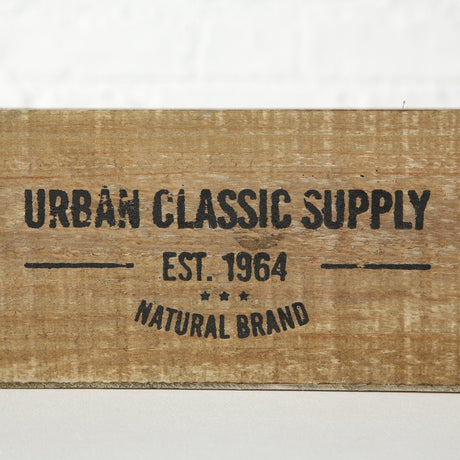 URBAN CLASSIC SUPPLY
EST. 1964
NATURAL BRAND